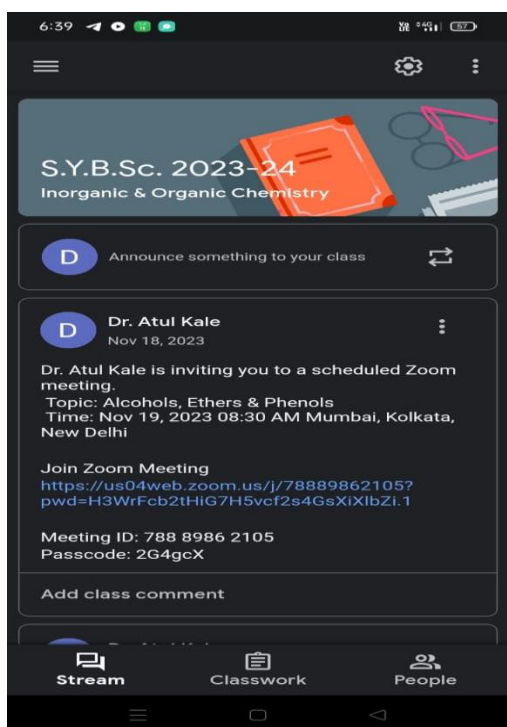 6:39
4G 57
S.Y.B.Sc. 2023-24
Inorganic & Organic Chemistry
D Announce something to your class
D Dr. Atul Kale
Nov 18, 2023
Dr. Atul Kale is inviting you to a scheduled Zoom
meeting.
Topic: Alcohols, Ethers & Phenols
Time: Nov 19, 2023 08:30 AM Mumbai, Kolkata,
New Delhi
Join Zoom Meeting
https://us04web.zoom.us/j/78889862105?
pwd=H3WrFcb2tHiG7H5vcf2s4GsXiXlbZi.1
Meeting ID: 788 8986 2105
Passcode: 2G4gcX
Add class comment
Stream Classwork People